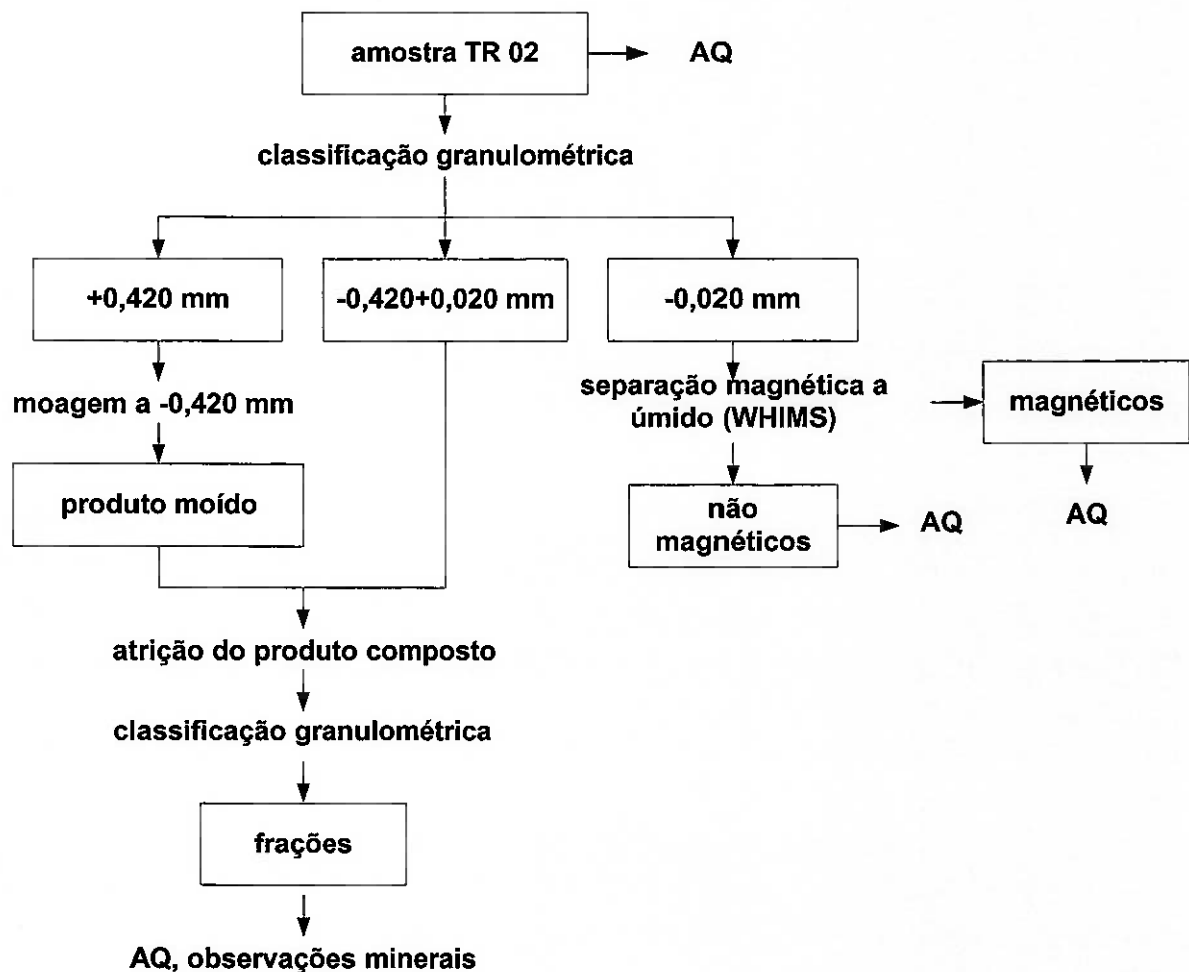 amostra TR 02
AQ
classificação granulométrica
+0,420 mm
-0,420+0,020 mm
-0,020 mm
moagem a -0,420 mm
separação magnética a
úmido (WHIMS)
magnéticos
produto moído
não
magnéticos
AQ
AQ
atrição do produto composto
classificação granulométrica
frações
AQ, observações minerais